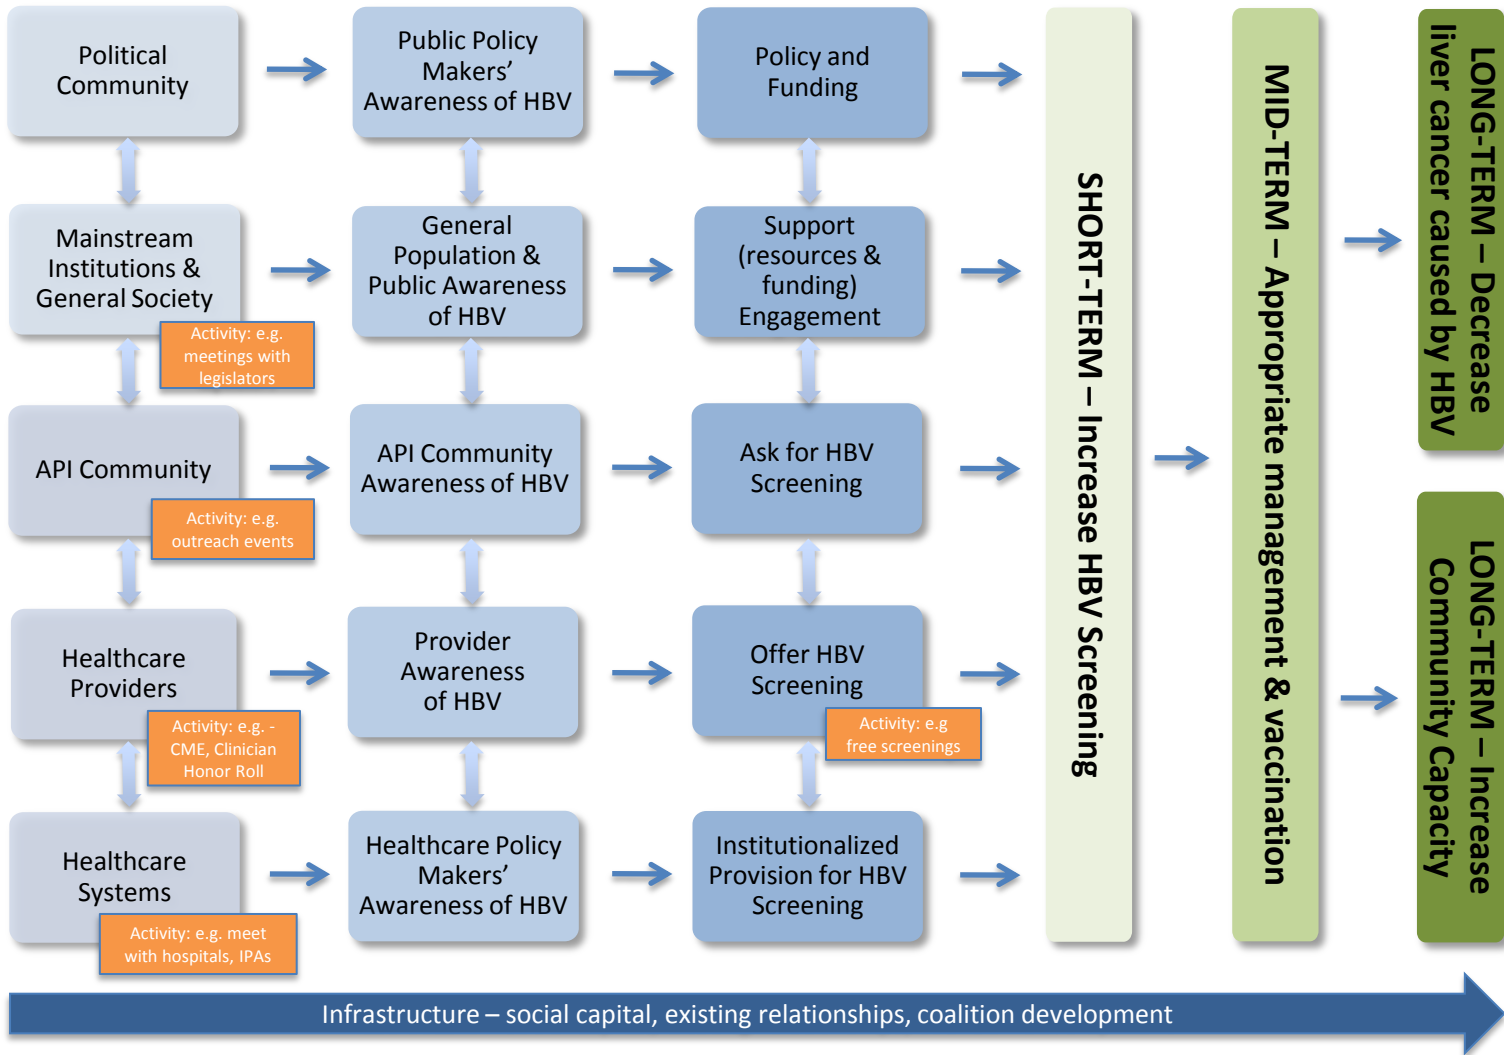 Political
Community
Public Policy
Makers’
Awareness of HBV
Policy and
Funding
Mainstream
Institutions &
General Society
Activity: e.g.
meetings with
legislators
General
Population &
Public Awareness
of HBV
Support
(resources &
funding)
Engagement
API Community
Activity: e.g.
outreach events
API Community
Awareness of HBV
Ask for HBV
Screening
Healthcare
Providers
Activity: e.g. -
CME, Clinician
Honor Roll
Provider
Awareness
of HBV
Offer HBV
Screening
Activity: e.g
free screenings
Healthcare
Systems
Activity: e.g. meet
with hospitals, IPAs
Healthcare Policy
Makers’
Awareness of HBV
Institutionalized
Provision for HBV
Screening
SHORT-TERM – Increase HBV Screening
MID-TERM – Appropriate management & vaccination
LONG-TERM – Decrease
liver cancer caused by HBV
LONG-TERM – Increase
Community Capacity
Infrastructure – social capital, existing relationships, coalition development